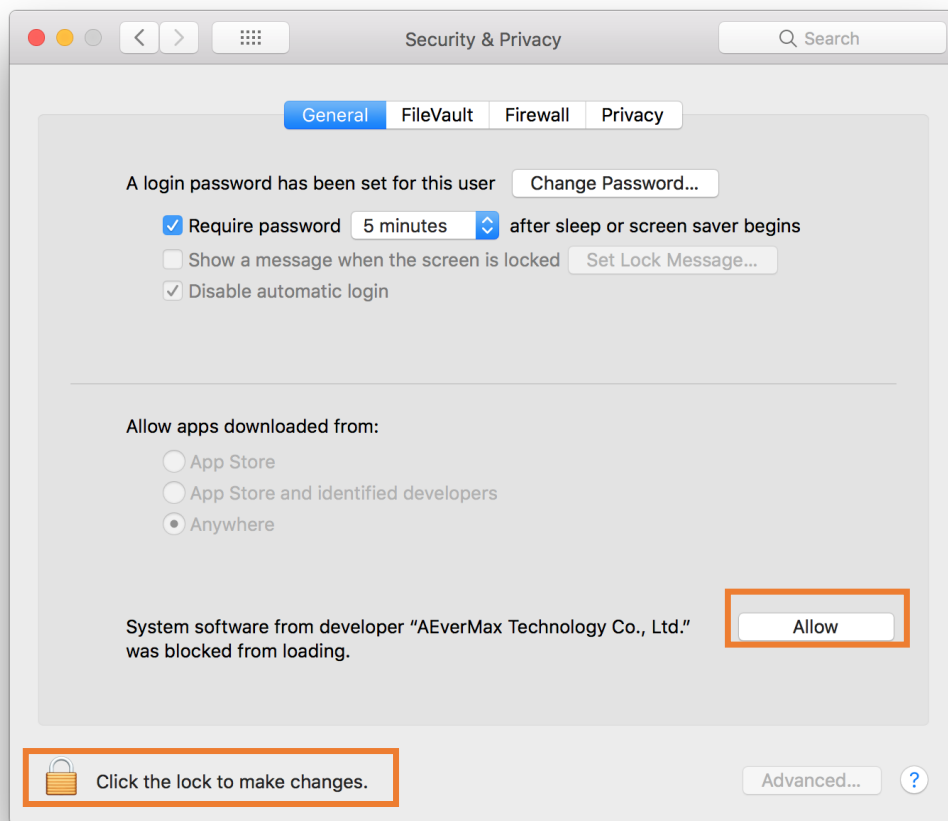 Security & Privacy
Search
General FileVault Firewall Privacy
A login password has been set for this user Change Password...
Require password 5 minutes after sleep or screen saver begins
Show a message when the screen is locked Set Lock Message...
Disable automatic login
Allow apps downloaded from:
App Store
App Store and identified developers
Anywhere
System software from developer “AEverMax Technology Co., Ltd.” Allow
was blocked from loading.
Click the lock to make changes. Advanced... ?